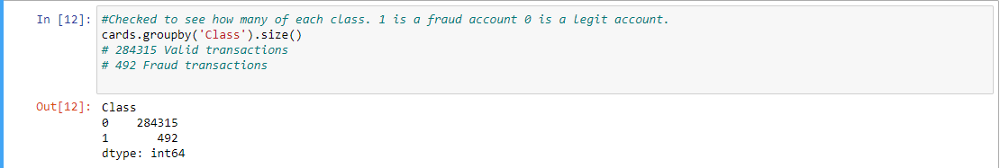 In [12]: #Checked to see how many of each class. 1 is a fraud account 0 is a legit account.
cards.groupby('Class').size()
# 284315 Valid transactions
# 492 Fraud transactions
Out[12]: Class
0    284315
1       492
dtype: int64